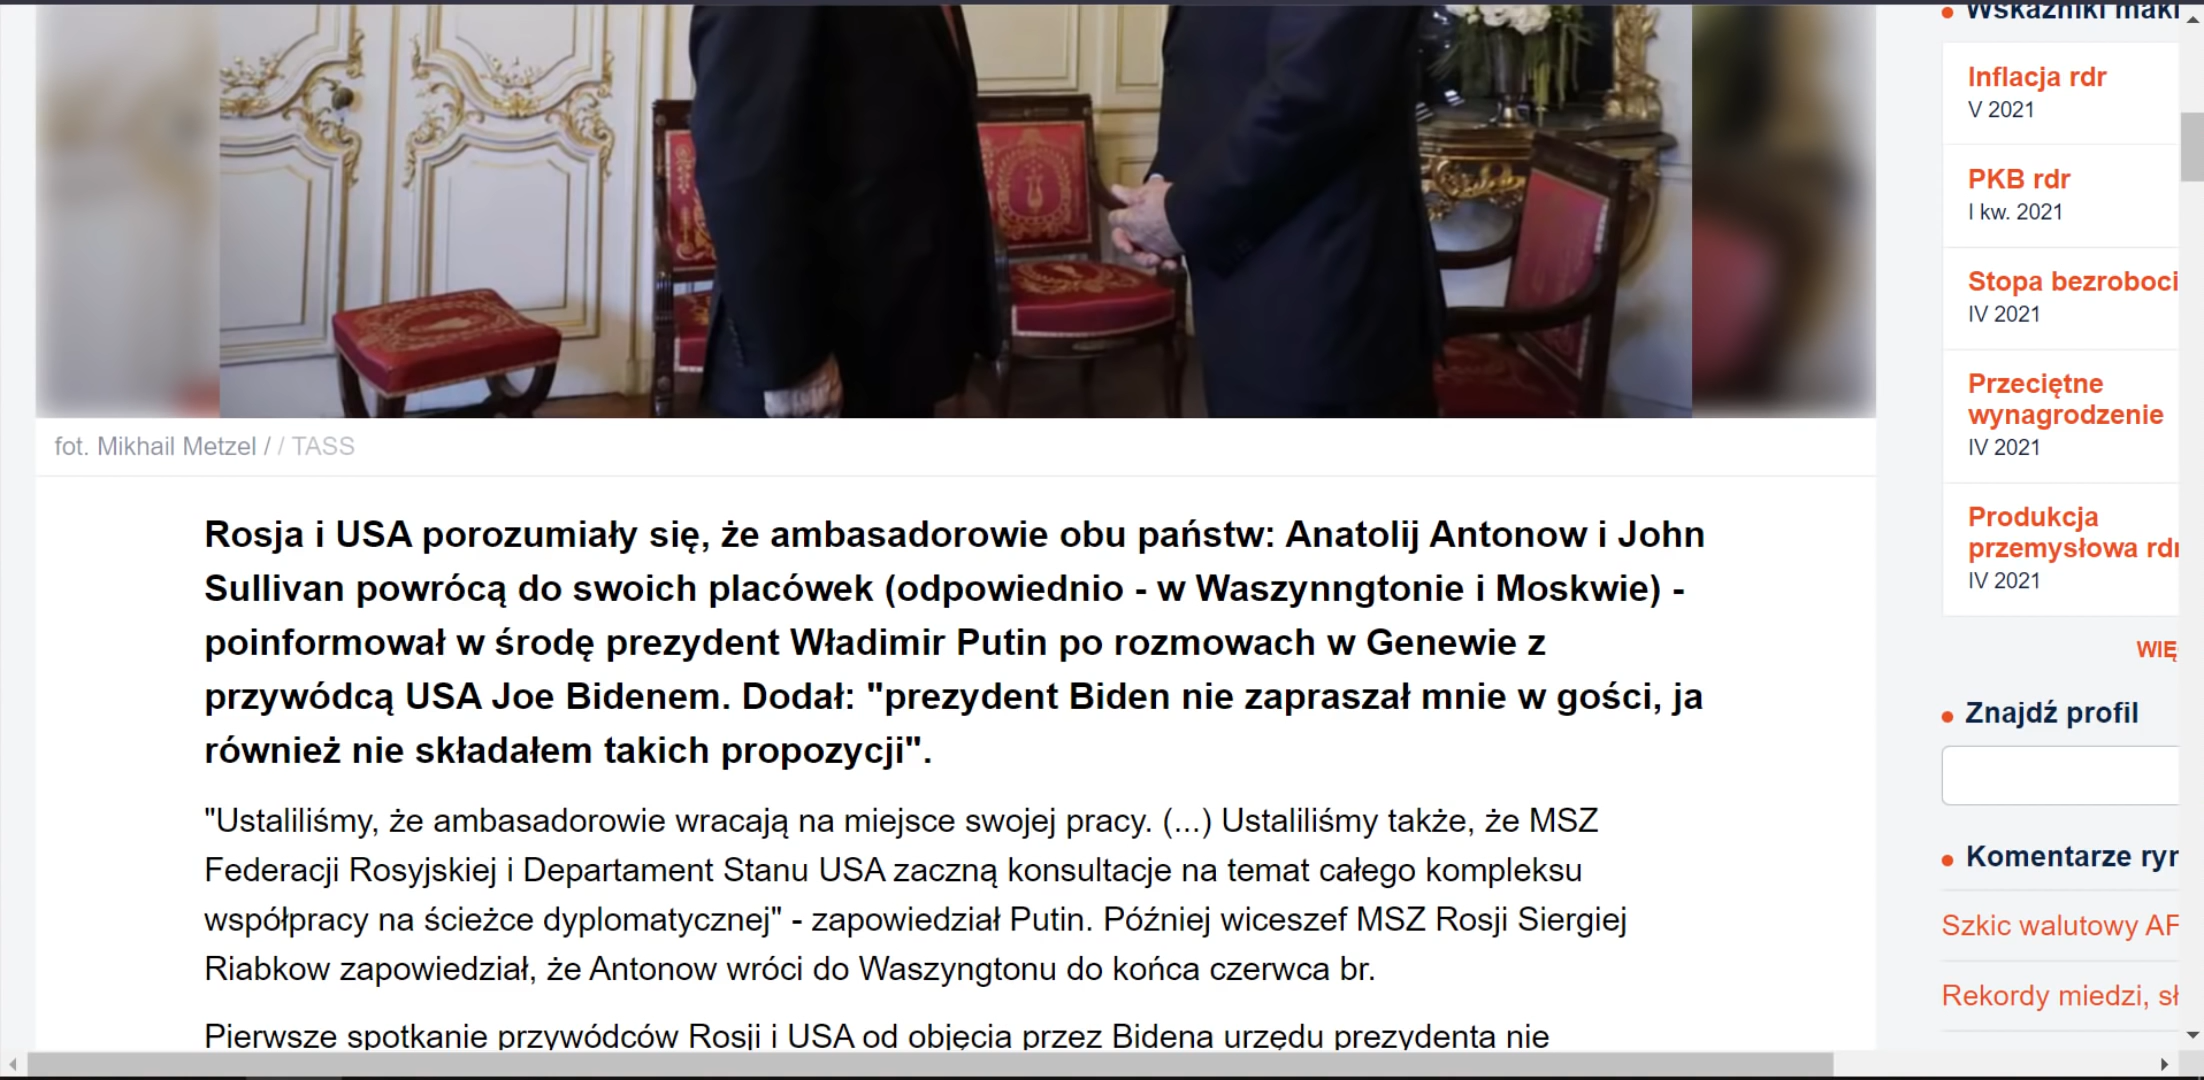 fot. Mikhail Metzel / / TASS
Rosja i USA porozumiały się, że ambasadorowie obu państw: Anatolij Antonow i John
Sullivan powrócą do swoich placówek (odpowiednio - w Waszynngtonie i Moskwie) -
poinformował w środę prezydent Władimir Putin po rozmowach w Genewie z
przywódcą USA Joe Bidenem. Dodał: "prezydent Biden nie zapraszał mnie w gości, ja
również nie składałem takich propozycji".
"Ustaliliśmy, że ambasadorowie wracają na miejsce swojej pracy. (...) Ustaliliśmy także, że MSZ
Federacji Rosyjskiej i Departament Stanu USA zaczną konsultacje na temat całego kompleksu
współpracy na ścieżce dyplomatycznej" - zapowiedział Putin. Później wiceszef MSZ Rosji Siergiej
Riabkow zapowiedział, że Antonow wróci do Waszyngtonu do końca czerwca br.
Pierwsze spotkanie przywódców Rosji i USA od objęcia przez Bidena urzędu prezydenta nie
Wskaźniki
Inflacja rdr
V 2021
PKB rdr
I kw. 2021
Stopa bezroboci
IV 2021
Przeciętne
wynagrodzenie
IV 2021
Produkcja
przemysłowa rdr
IV 2021
WIĘ
Znajdź profil
Komentarze ryn
Szkic walutowy AF
Rekordy miedzi, sł